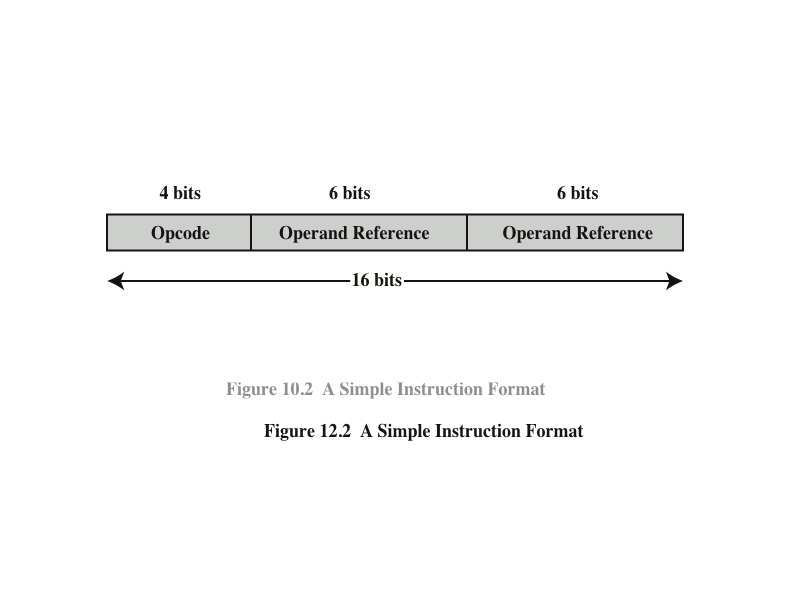 4 bits 6 bits 6 bits
Opcode Operand Reference Operand Reference
16 bits
Figure 10.2 A Simple Instruction Format
Figure 12.2 A Simple Instruction Format